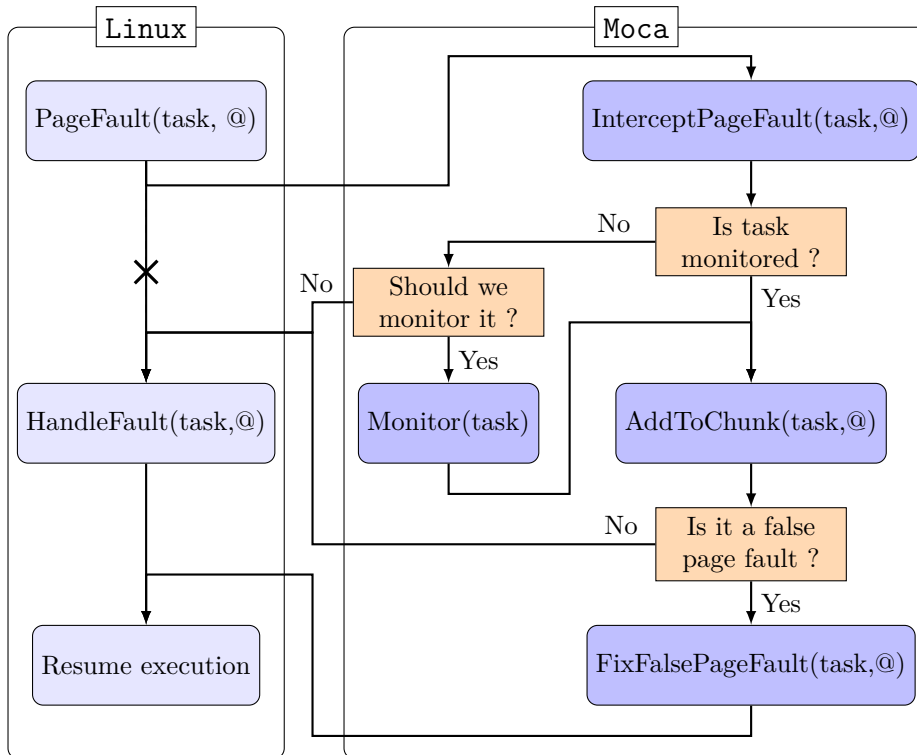 Linux
Moca
PageFault(task, @)
InterceptPageFault(task,@)
Is task
monitored ?
No
Yes
Should we
monitor it ?
No
Yes
HandleFault(task,@)
Monitor(task)
AddToChunk(task,@)
Is it a false
page fault ?
No
Yes
Resume execution
FixFalsePageFault(task,@)